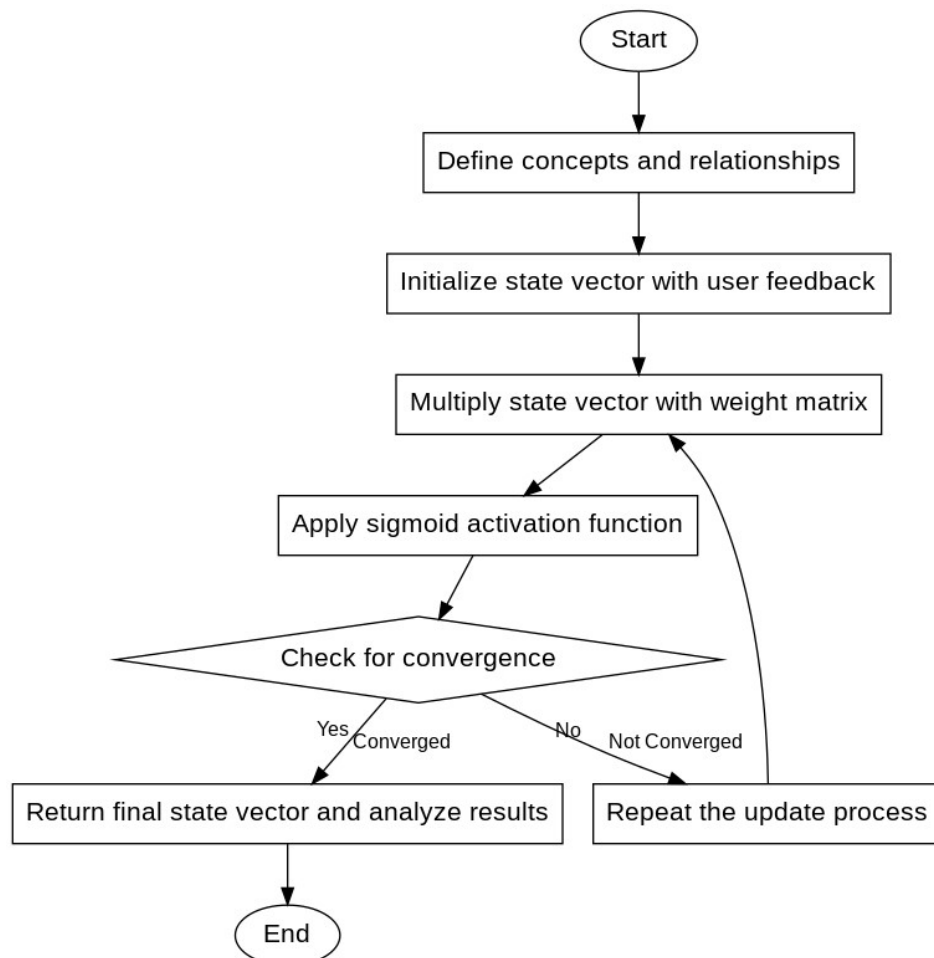 Start
Define concepts and relationships
Initialize state vector with user feedback
Multiply state vector with weight matrix
Apply sigmoid activation function
Check for convergence
Yes
Converged
No
Not Converged
Return final state vector and analyze results
Repeat the update process
End